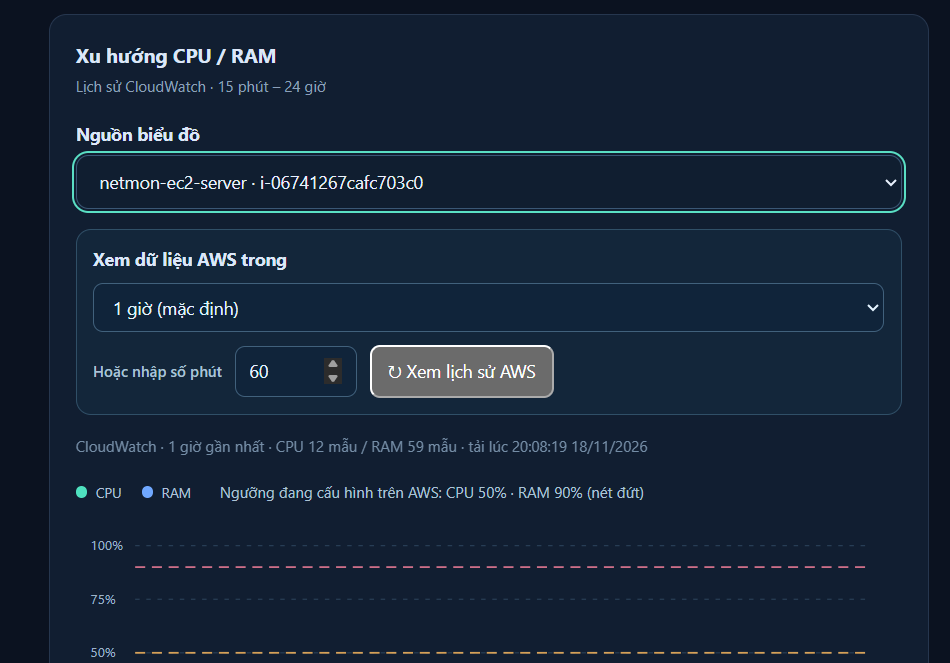 Xu hướng CPU / RAM
Lịch sử CloudWatch · 15 phút – 24 giờ
Nguồn biểu đồ
netmon-ec2-server · i-06741267cafc703c0
Xem dữ liệu AWS trong
1 giờ (mặc định)
Hoặc nhập số phút 60 ↻ Xem lịch sử AWS
CloudWatch · 1 giờ gần nhất · CPU 12 mẫu / RAM 59 mẫu · tải lúc 20:08:19 18/11/2026
CPU RAM Ngưỡng đang cấu hình trên AWS: CPU 50% · RAM 90% (nét đứt)
100%
75%
50%